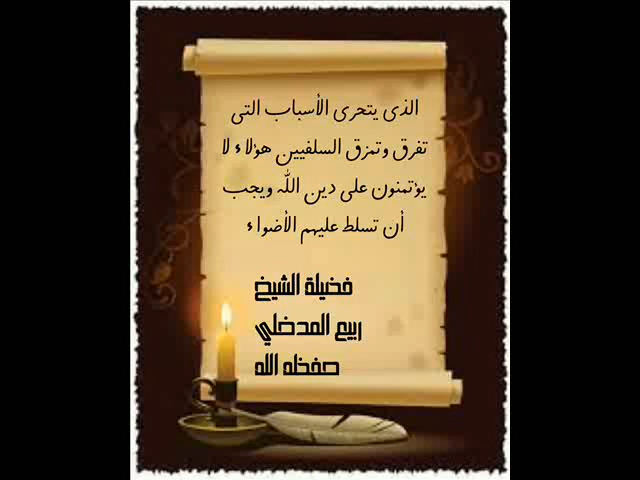 الذى يتحرى الأسباب التى
تفرق وتمزق السلفيين هؤلاء لا
يؤتمنون على دين الله ويجب
أن تسلط عليهم الأضواء
فضيلة الشيخ
ربيع المدخلي
حفظه الله